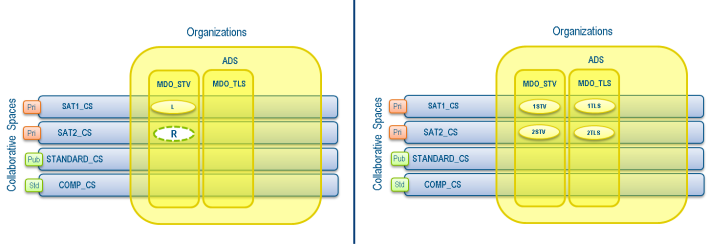 Organizations
ADS
MDO_STV MDO_TLS
Collaborative Spaces
Pri SAT1_CS L
Pri SAT2_CS R
Pub STANDARD_CS
Std COMP_CS
Organizations
ADS
MDO_STV MDO_TLS
Collaborative Spaces
Pri SAT1_CS 1STV 1TLS
Pri SAT2_CS 2STV 2TLS
Pub STANDARD_CS
Std COMP_CS